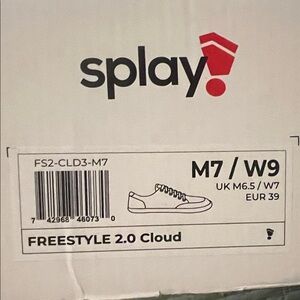 splay
FS2-CLD3-M7
M7 / W9
UK M6.5 / W7
EUR 39
7 42968 48073 0
FREESTYLE 2.0 Cloud